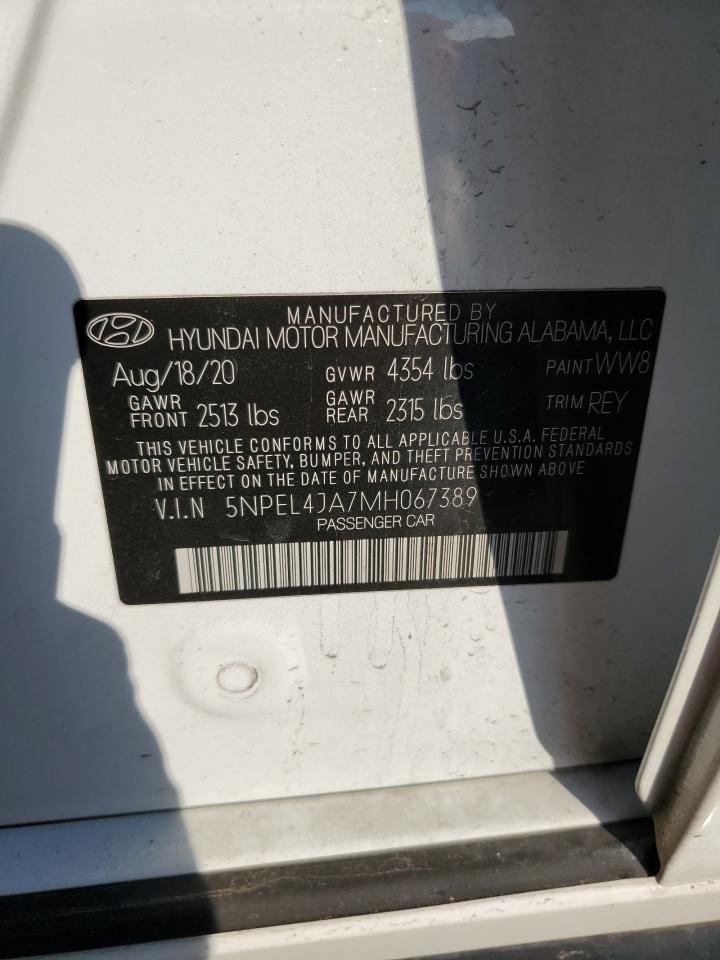 MANUFACTURED BY
HYUNDAI MOTOR MANUFACTURING ALABAMA, LLC
Aug/18/20 GVWR 4354 lbs PAINT WW8
GAWR FRONT 2513 lbs GAWR REAR 2315 lbs TRIM REY
THIS VEHICLE CONFORMS TO ALL APPLICABLE U.S.A. FEDERAL
MOTOR VEHICLE SAFETY, BUMPER, AND THEFT PREVENTION STANDARDS
IN EFFECT ON THE DATE OF MANUFACTURE SHOWN ABOVE
V.I.N 5NPEL4JA7MH067389
PASSENGER CAR